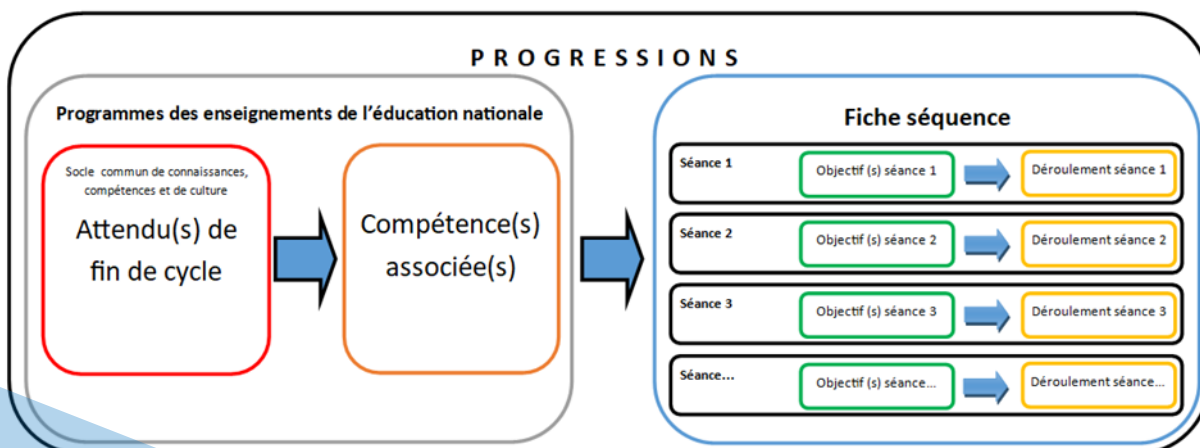 PROGRESSIONS
Programmes des enseignements de l'éducation nationale
Socle commun de connaissances,
compétences et de culture
Attendu(s) de
fin de cycle
Compétence(s)
associée(s)
Fiche séquence
Séance 1
Objectif (s) séance 1
Déroulement séance 1
Séance 2
Objectif (s) séance 2
Déroulement séance 2
Séance 3
Objectif (s) séance 3
Déroulement séance 3
Séance...
Objectif (s) séance...
Déroulement séance...